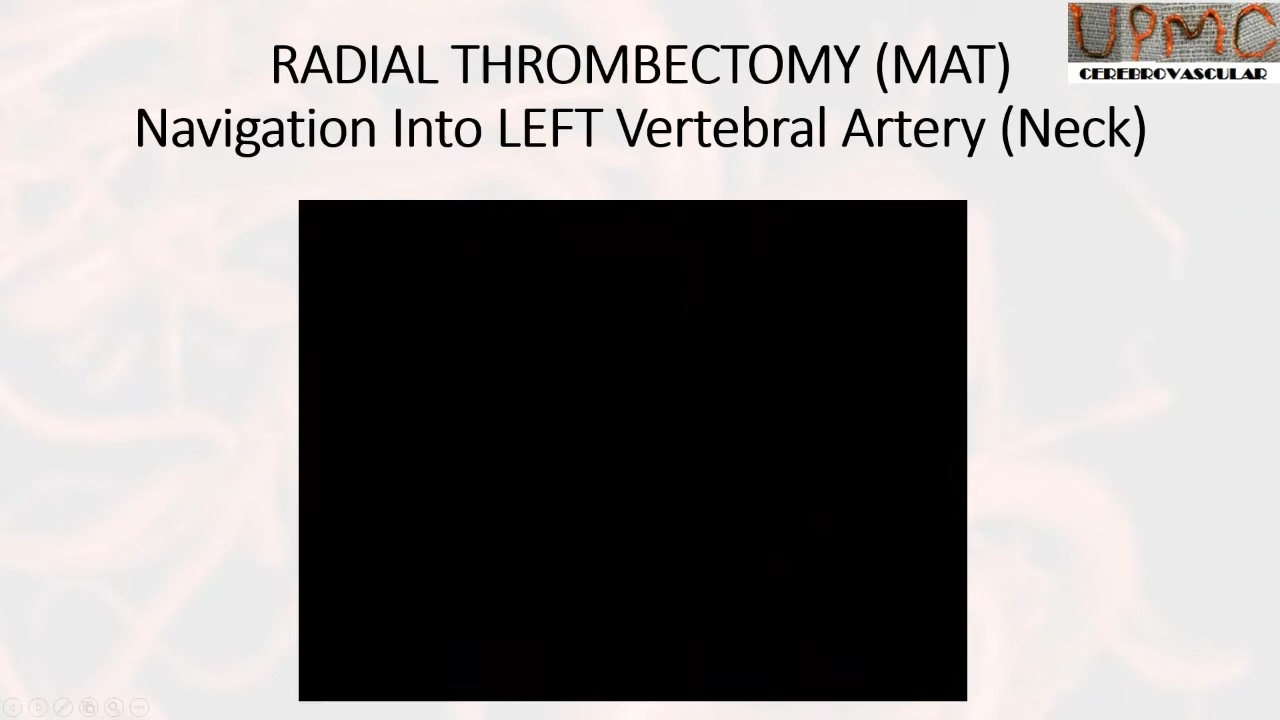 RADIAL THROMBECTOMY (MAT)
Navigation Into LEFT Vertebral Artery (Neck)
UPMC
CEREBROVASCULAR